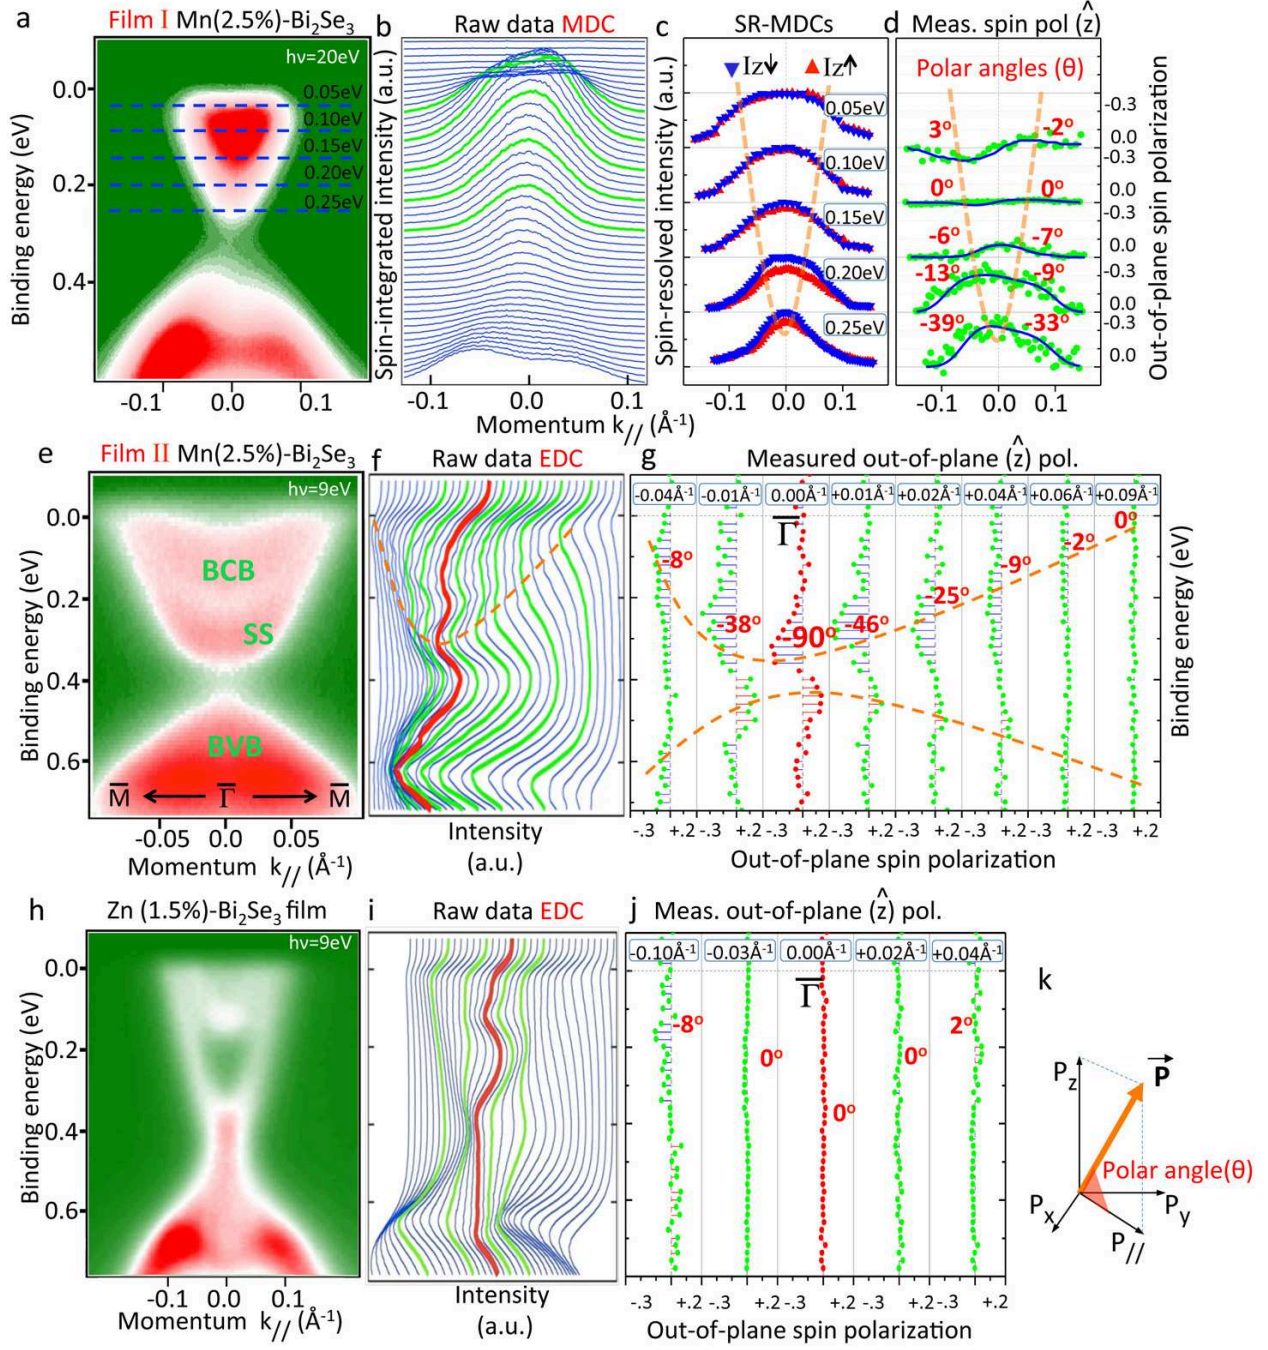 a Film I Mn(2.5%)-Bi₂Se₃
hν=20eV
0.05eV
0.10eV
0.15eV
0.20eV
0.25eV
0.0
0.2
0.4
Binding energy (eV)
-0.1 0.0 0.1
b Raw data MDC
Spin-integrated intensity (a.u.)
-0.1 0.0 0.1
c SR-MDCs
Iz↓ Iz↑
0.05eV
0.10eV
0.15eV
0.20eV
0.25eV
Spin-resolved intensity (a.u.)
-0.1 0.0 0.1
d Meas. spin pol (ẑ)
Polar angles (θ)
3° -2°
0° 0°
-6° -7°
-13° -9°
-39° -33°
-0.3
0.0
-0.3
0.0
-0.3
0.0
-0.3
0.0
-0.3
0.0
Out-of-plane spin polarization
-0.1 0.0 0.1
Momentum k// (Å⁻¹)
e Film II Mn(2.5%)-Bi₂Se₃
hν=9eV
BCB
SS
BVB
M̄ Γ̄ M̄
0.0
0.2
0.4
0.6
Binding energy (eV)
-0.05 0.00 0.05
Momentum k// (Å⁻¹)
f Raw data EDC
Intensity
(a.u.)
g Measured out-of-plane (ẑ) pol.
-0.04Å⁻¹ -0.01Å⁻¹ 0.00Å⁻¹ +0.01Å⁻¹ +0.02Å⁻¹ +0.04Å⁻¹ +0.06Å⁻¹ +0.09Å⁻¹
Γ̄
-8° -38° -90° -46° -25° -9° -2° 0°
Binding energy (eV)
-.3 +.2 -.3 +.2 -.3 +.2 -.3 +.2 -.3 +.2 -.3 +.2 -.3 +.2 -.3 +.2
Out-of-plane spin polarization
h Zn (1.5%)-Bi₂Se₃ film
hν=9eV
0.0
0.2
0.4
0.6
Binding energy (eV)
-0.1 0.0 0.1
Momentum k// (Å⁻¹)
i Raw data EDC
Intensity
(a.u.)
j Meas. out-of-plane (ẑ) pol.
-0.10Å⁻¹ -0.03Å⁻¹ 0.00Å⁻¹ +0.02Å⁻¹ +0.04Å⁻¹
Γ̄
-8° 0° 0° 0° 2°
-.3 +.2 -.3 +.2 -.3 +.2 -.3 +.2 -.3 +.2
Out-of-plane spin polarization
k
Pz P
Polar angle(θ)
Px Py
P//